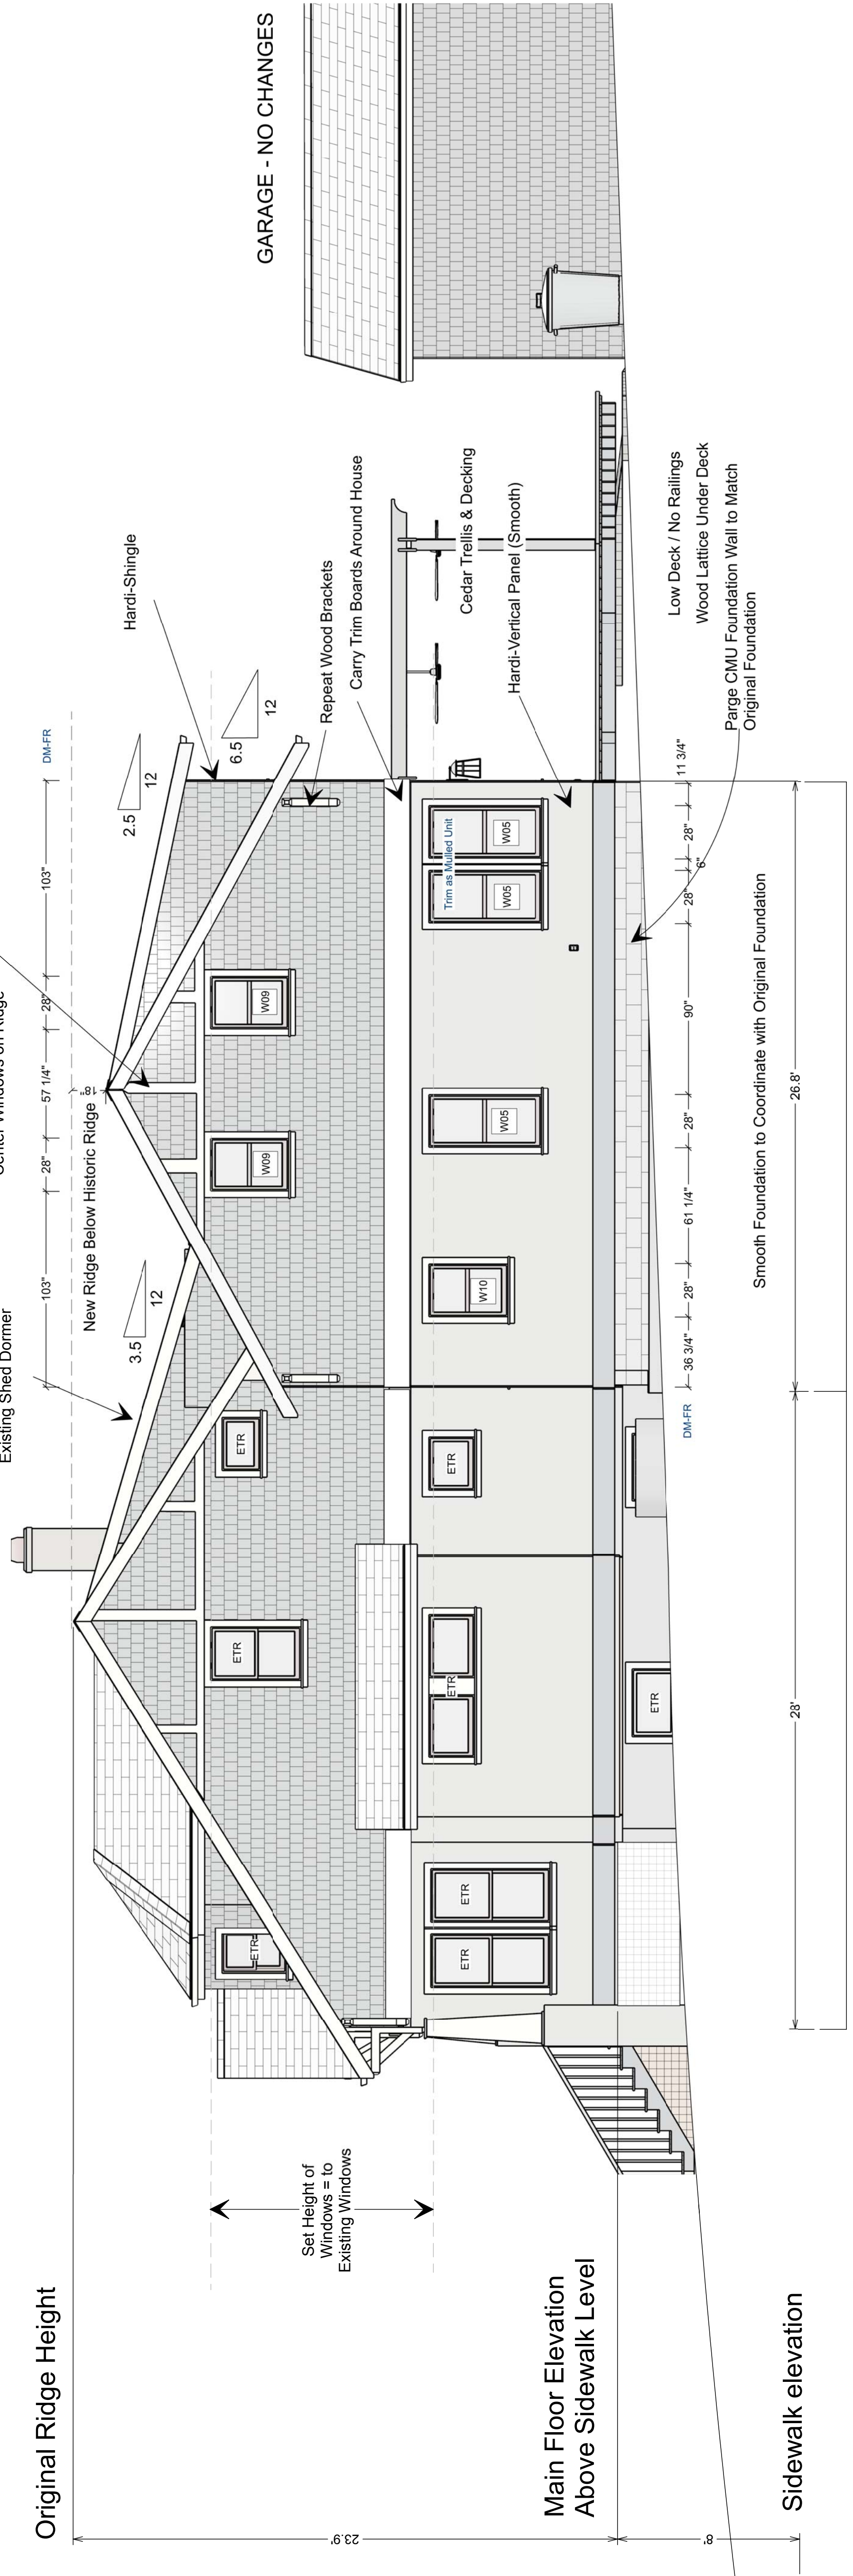 Existing Shed Dormer
Center Windows on Ridge
GARAGE - NO CHANGES
Original Ridge Height
103"
28"
57 1/4"
28"
103"
DM-FR
New Ridge Below Historic Ridge
18"
3.5
12
2.5
12
6.5
12
Hardi-Shingle
Repeat Wood Brackets
Carry Trim Boards Around House
Cedar Trellis & Decking
Hardi-Vertical Panel (Smooth)
Set Height of
Windows = to
Existing Windows
ETR
ETR
ETR
W09
W09
ETR
ETR
ETR
ETR
W10
W05
W05
W05
Trim as Mulled Unit
ETR
Main Floor Elevation
Above Sidewalk Level
Low Deck / No Railings
Wood Lattice Under Deck
Parge CMU Foundation Wall to Match
Original Foundation
DM-FR
36 3/4"
28"
61 1/4"
28"
90"
28"
6"
28"
11 3/4"
Smooth Foundation to Coordinate with Original Foundation
28'
26.8'
Sidewalk elevation
23.9'
8'